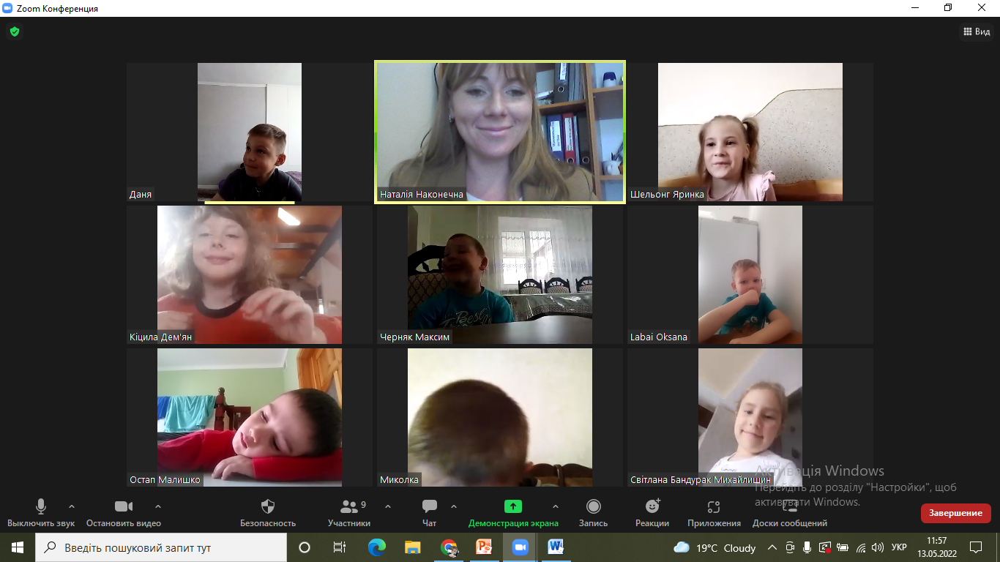 Zoom Конференция
Вид
Даня
Наталія Наконечна
Шельонг Яринка
Кіцила Дем'ян
Черняк Максим
Labai Oksana
Остап Малишко
Миколка
Світлана Бандурак Михайлишин
Best
Активація Windows
Перейдіть до розділу "Настройки", щоб
активувати Windows.
9
Выключить звук
Остановить видео
Безопасность
Участники
Чат
Демонстрация экрана
Запись
Реакции
Приложения
Доски сообщений
Завершение
Введіть пошуковий запит тут
19°C Cloudy
УКР
11:57
13.05.2022